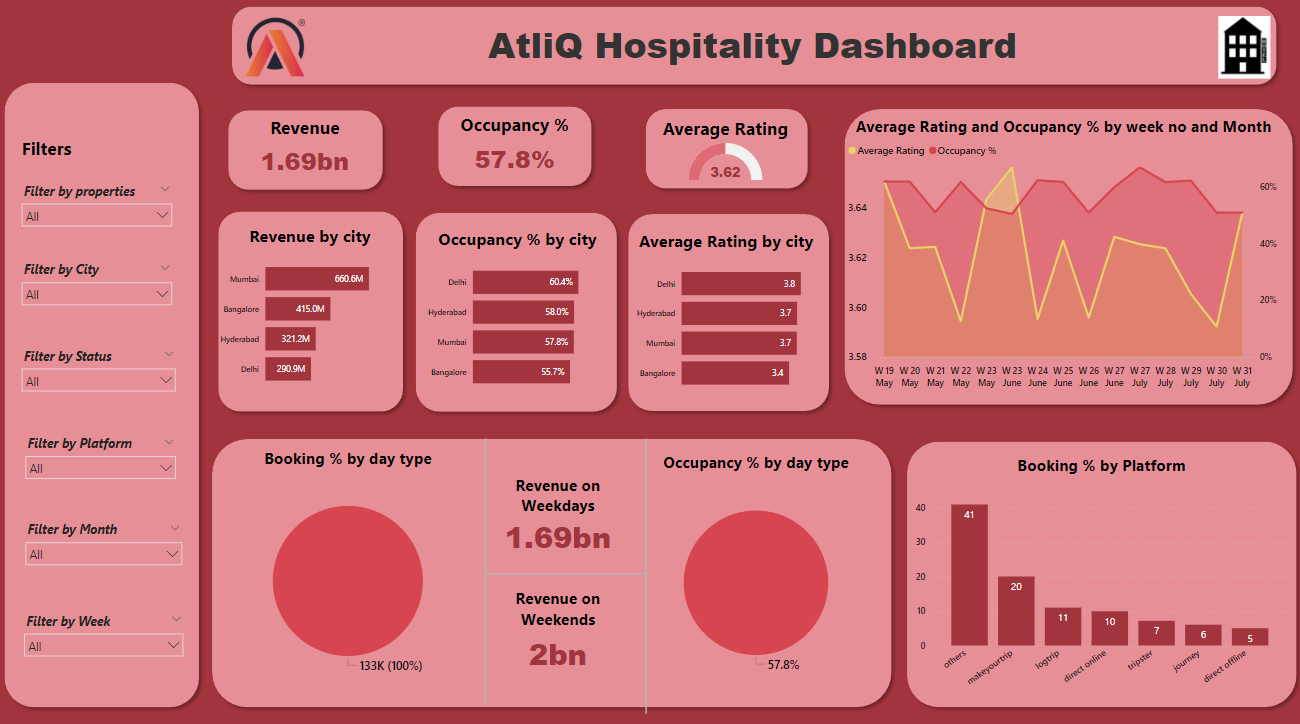 ®
AtliQ Hospitality Dashboard
Filters
Filter by properties
All
Filter by City
All
Filter by Status
All
Filter by Platform
All
Filter by Month
All
Filter by Week
All
Revenue
1.69bn
Occupancy %
57.8%
Average Rating
3.62
Revenue by city
Mumbai 660.6M
Bangalore 415.0M
Hyderabad 321.2M
Delhi 290.9M
Occupancy % by city
Delhi 60.4%
Hyderabad 58.0%
Mumbai 57.8%
Bangalore 55.7%
Average Rating by city
Delhi 3.8
Hyderabad 3.7
Mumbai 3.7
Bangalore 3.4
Average Rating and Occupancy % by week no and Month
Average Rating Occupancy %
3.64
3.62
3.60
3.58
60%
40%
20%
0%
W 19 W 20 W 21 W 22 W 23 W 23 W 24 W 25 W 26 W 27 W 27 W 28 W 29 W 30 W 31
May May May May May June June June June June July July July July July
Booking % by day type
133K (100%)
Revenue on
Weekdays
1.69bn
Revenue on
Weekends
2bn
Occupancy % by day type
57.8%
Booking % by Platform
40
30
20
10
0
41 20 11 10 7 6 5
others makeyourtrip logtrip direct online tripster journey direct offline